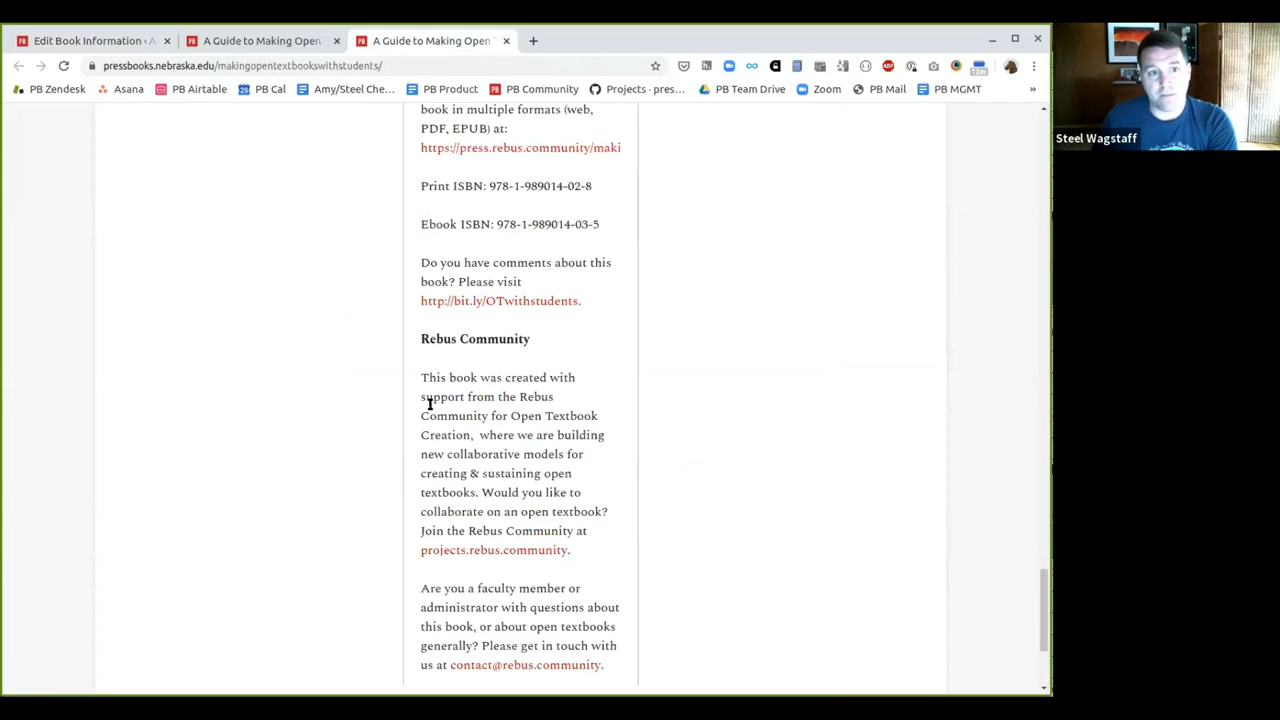 Edit Book Information ‹ A
A Guide to Making Open
A Guide to Making Open
pressbooks.nebraska.edu/makingopentextbookswithstudents/
PB Zendesk
Asana
PB Airtable
PB Cal
Amy/Steel Che...
PB Product
PB Community
Projects · pres...
PB Team Drive
Zoom
PB Mail
PB MGMT
»
book in multiple formats (web,
PDF, EPUB) at:
https://press.rebus.community/maki
Print ISBN: 978-1-989014-02-8
Ebook ISBN: 978-1-989014-03-5
Do you have comments about this
book? Please visit
http://bit.ly/OTwithstudents.
Rebus Community
This book was created with
support from the Rebus
Community for Open Textbook
Creation, where we are building
new collaborative models for
creating & sustaining open
textbooks. Would you like to
collaborate on an open textbook?
Join the Rebus Community at
projects.rebus.community.
Are you a faculty member or
administrator with questions about
this book, or about open textbooks
generally? Please get in touch with
us at contact@rebus.community.
Steel Wagstaff